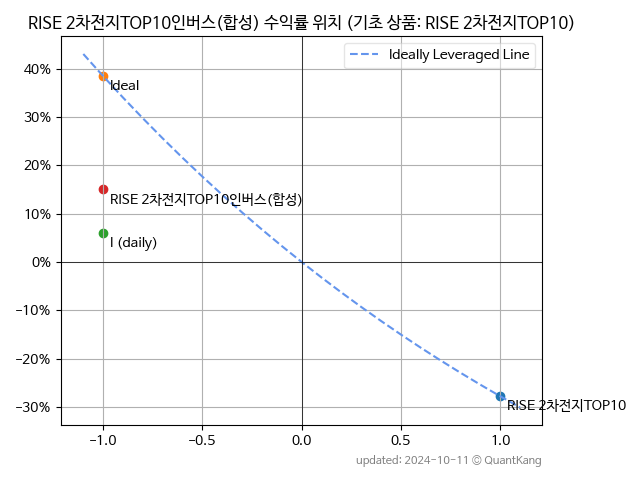 RISE 2차전지TOP10인버스(합성) 수익률 위치 (기초 상품: RISE 2차전지TOP10)
Ideally Leveraged Line
40%
30%
20%
10%
0%
−10%
−20%
−30%
Ideal
RISE 2차전지TOP10인버스(합성)
I (daily)
RISE 2차전지TOP10
−1.0
−0.5
0.0
0.5
1.0
updated: 2024-10-11 © QuantKang